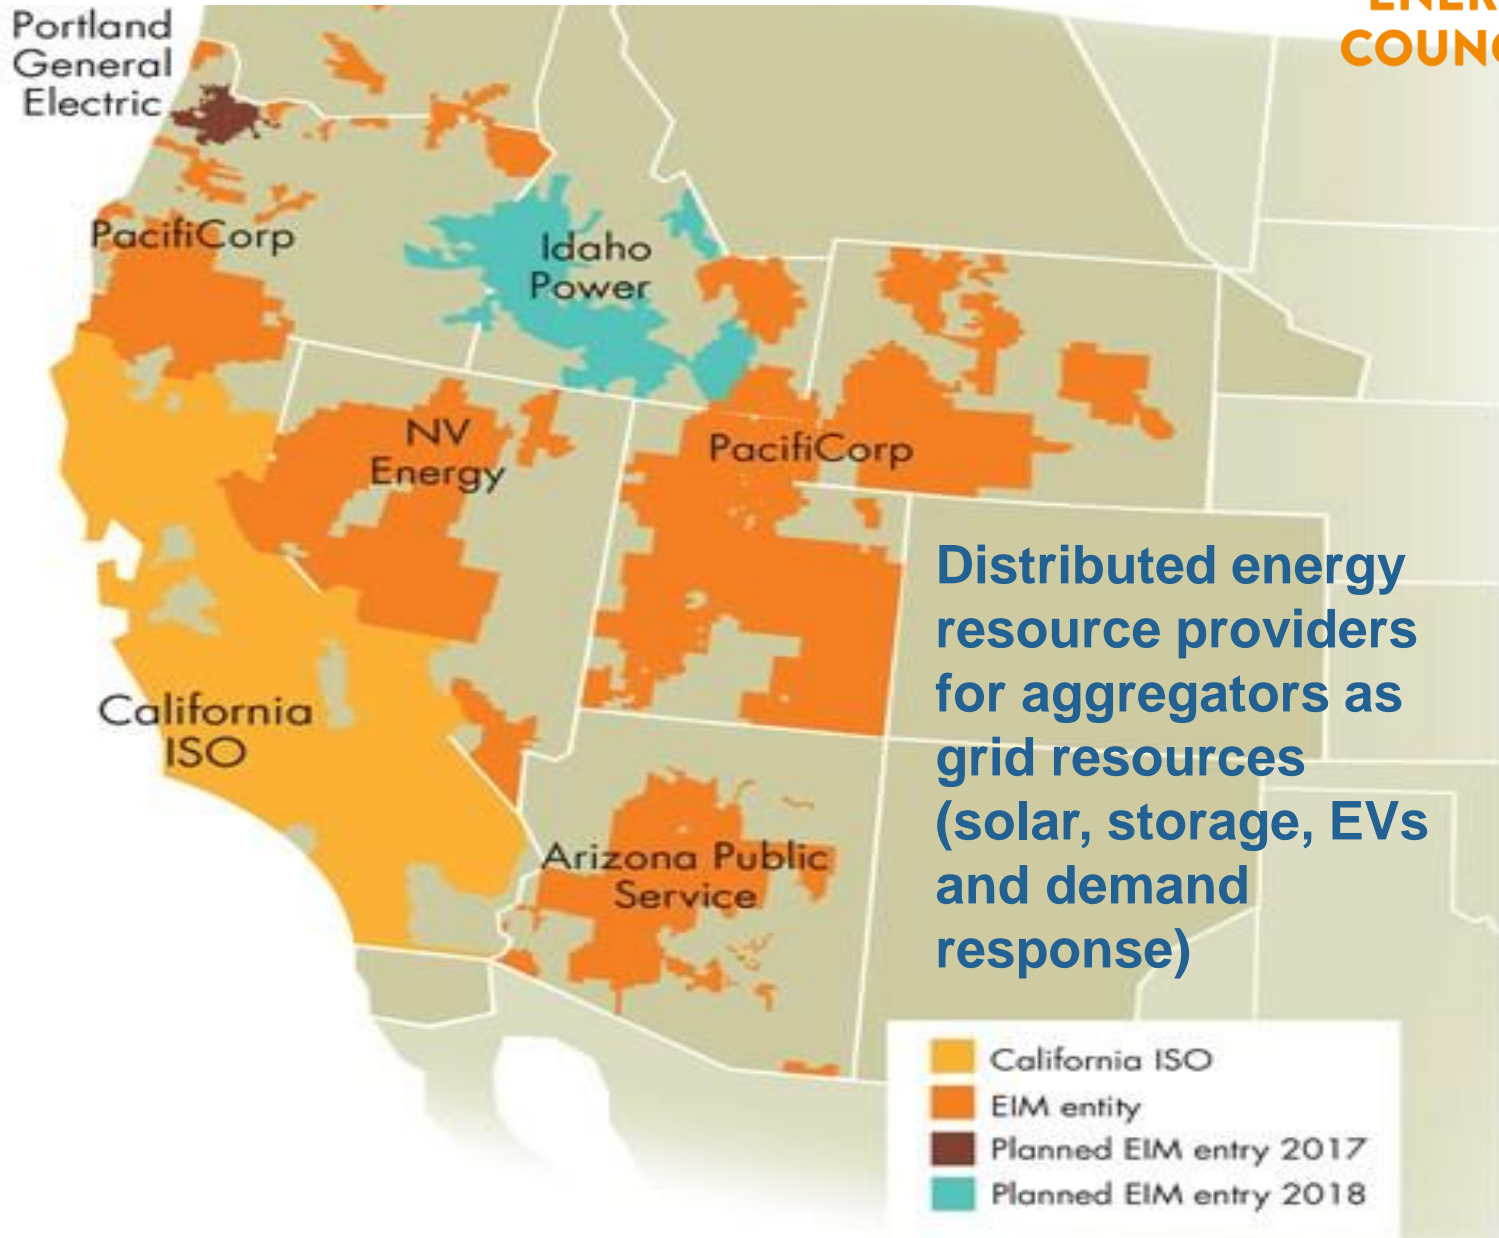 Portland
General
Electric
COUNC
PacifiCorp
Idaho
Power
NV
Energy
PacifiCorp
Distributed energy
resource providers
for aggregators as
grid resources
(solar, storage, EVs
and demand
response)
California
ISO
Arizona Public
Service
California ISO
EIM entity
Planned EIM entry 2017
Planned EIM entry 2018